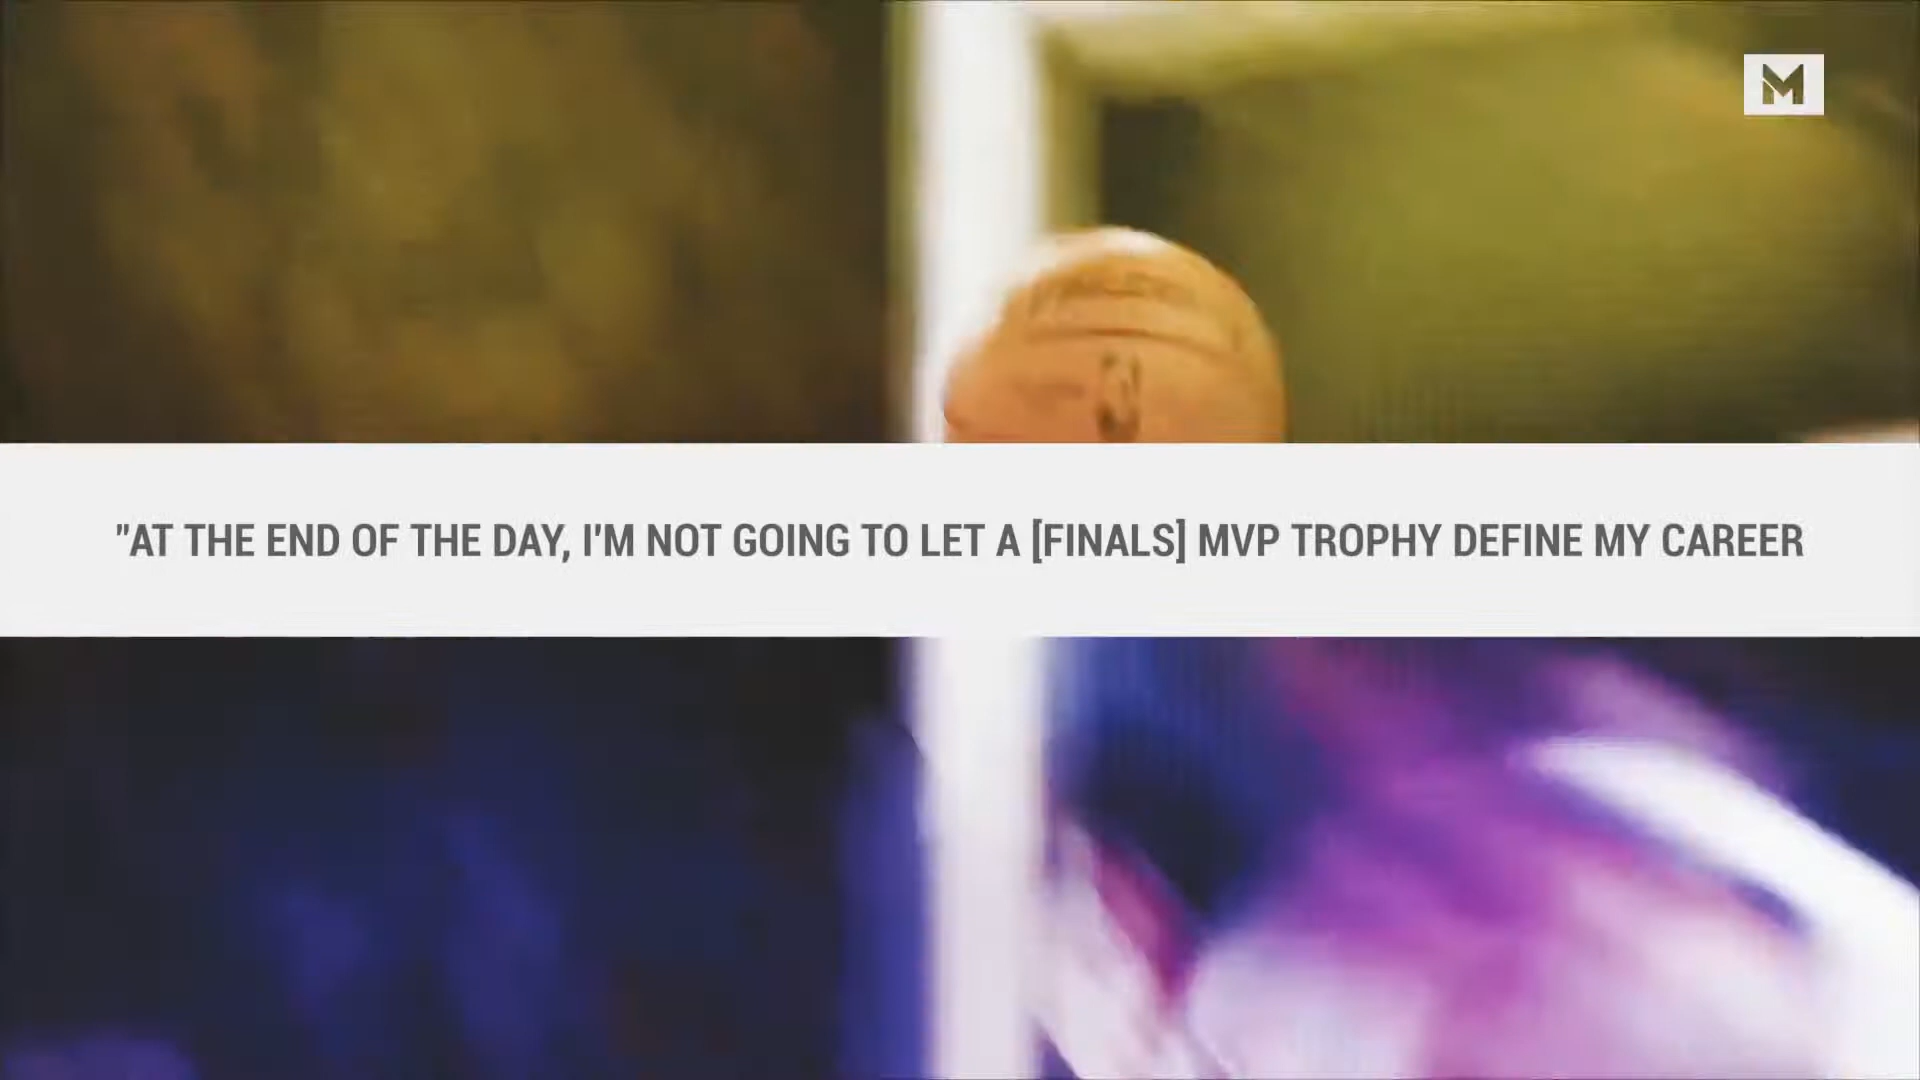 M
"AT THE END OF THE DAY, I'M NOT GOING TO LET A [FINALS] MVP TROPHY DEFINE MY CAREER